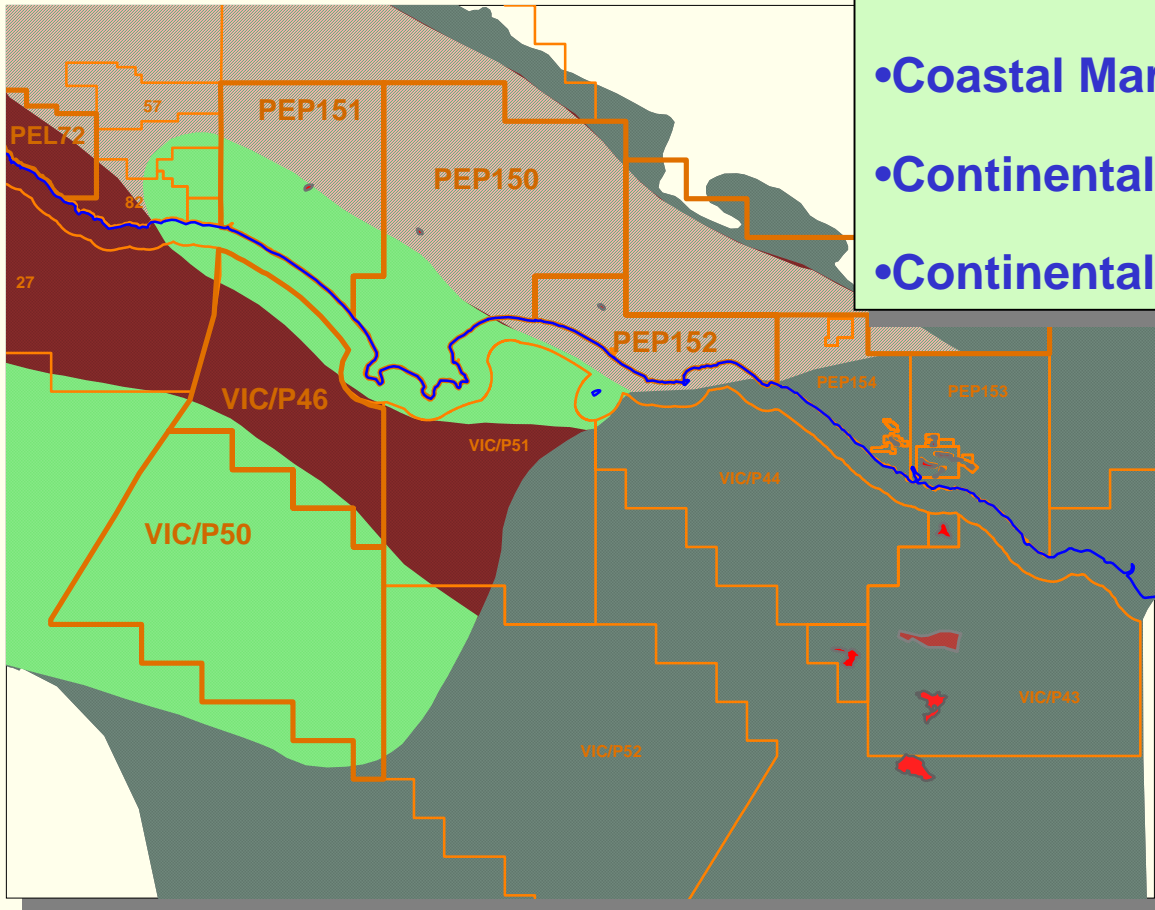 •Coastal Mar
•Continental
•Continental
57
PEP151
PEL72
PEP150
82
27
PEP152
PEP154
PEP153
VIC/P46
VIC/P51
VIC/P44
VIC/P50
VIC/P43
VIC/P52